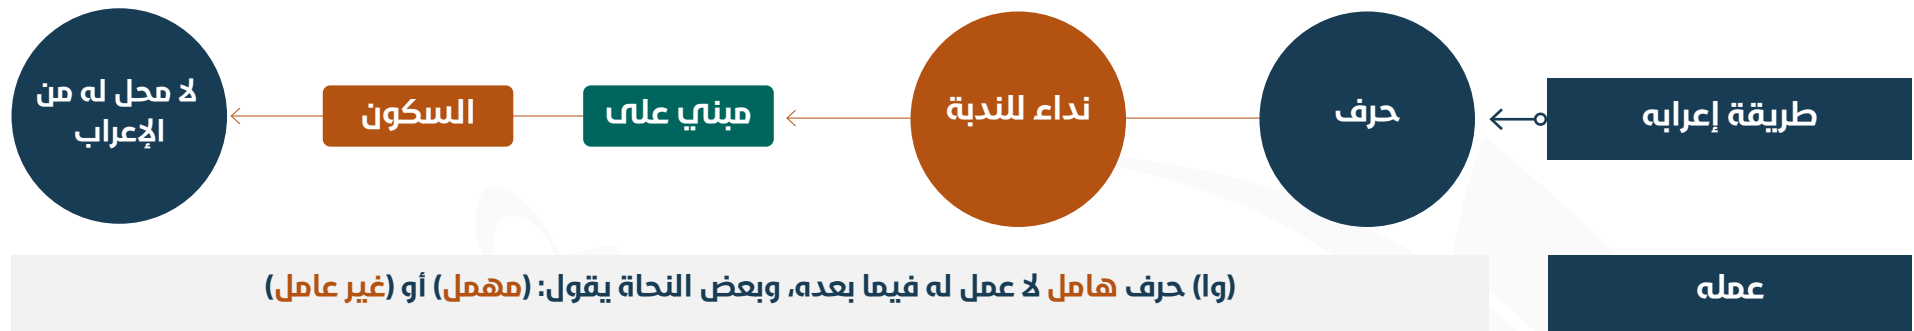 طريقة إعرابه
حرف
نداء للندبة
مبني على
السكون
لا محل له من
الإعراب
عمله
(وا) حرف هامل لا عمل له فيما بعده، وبعض النحاة يقول: (مهمل) أو (غير عامل)